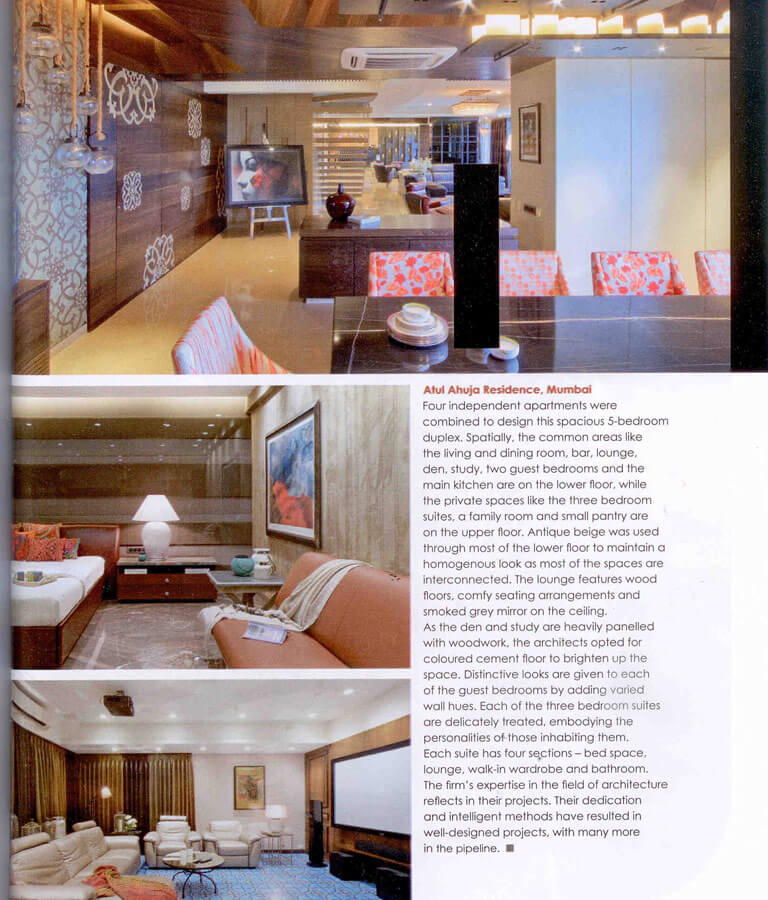 Atul Ahuja Residence, Mumbai
Four independent apartments were
combined to design this spacious 5-bedroom
duplex. Spatially, the common areas like
the living and dining room, bar, lounge,
den, study, two guest bedrooms and the
main kitchen are on the lower floor, while
the private spaces like the three bedroom
suites, a family room and small pantry are
on the upper floor. Antique beige was used
through most of the lower floor to maintain a
homogenous look as most of the spaces are
interconnected. The lounge features wood
floors, comfy seating arrangements and
smoked grey mirror on the ceiling.
As the den and study are heavily panelled
with woodwork, the architects opted for
coloured cement floor to brighten up the
space. Distinctive looks are given to each
of the guest bedrooms by adding varied
wall hues. Each of the three bedroom suites
are delicately treated, embodying the
personalities of those inhabiting them.
Each suite has four sections – bed space,
lounge, walk-in wardrobe and bathroom.
The firm's expertise in the field of architecture
reflects in their projects. Their dedication
and intelligent methods have resulted in
well-designed projects, with many more
in the pipeline. ■